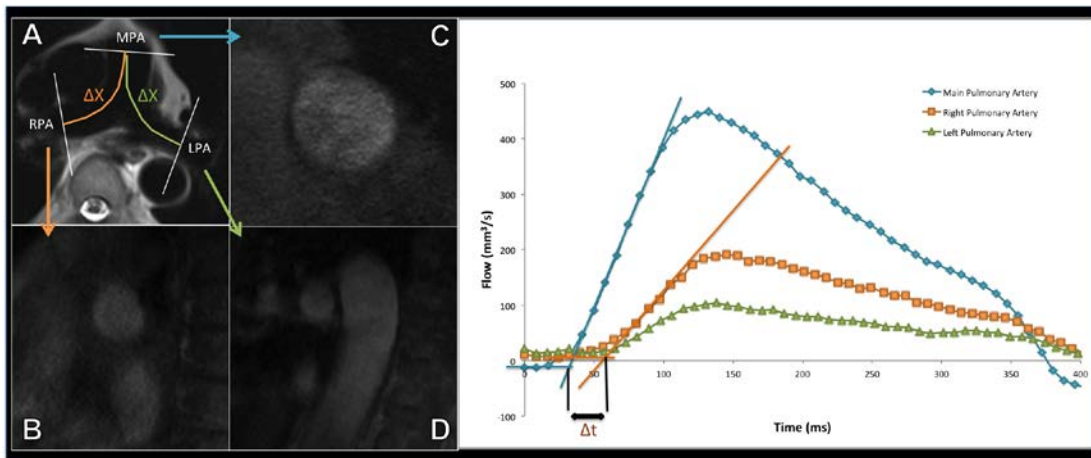 A
MPA
C
ΔX
ΔX
RPA
LPA
B
D
500
400
300
200
100
0
-100
0
50
100
150
200
250
300
350
400
Flow (mm³/s)
Time (ms)
Δt
Main Pulmonary Artery
Right Pulmonary Artery
Left Pulmonary Artery